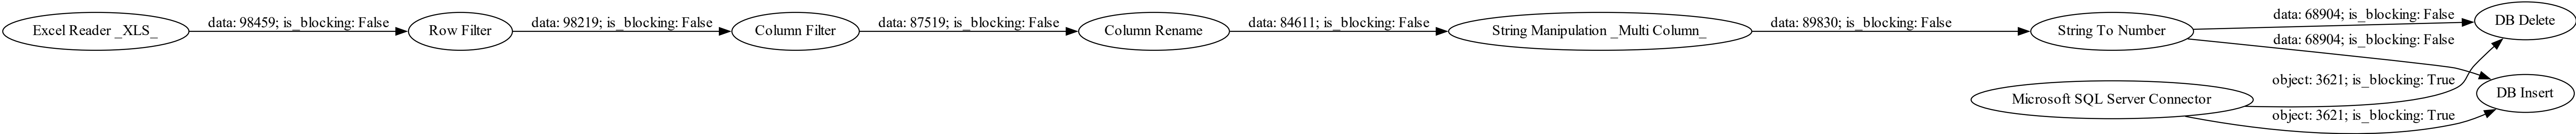 Excel Reader _XLS_
data: 98459; is_blocking: False
Row Filter
data: 98219; is_blocking: False
Column Filter
data: 87519; is_blocking: False
Column Rename
data: 84611; is_blocking: False
String Manipulation _Multi Column_
data: 89830; is_blocking: False
String To Number
data: 68904; is_blocking: False
DB Delete
data: 68904; is_blocking: False
Microsoft SQL Server Connector
object: 3621; is_blocking: True
DB Insert
object: 3621; is_blocking: True